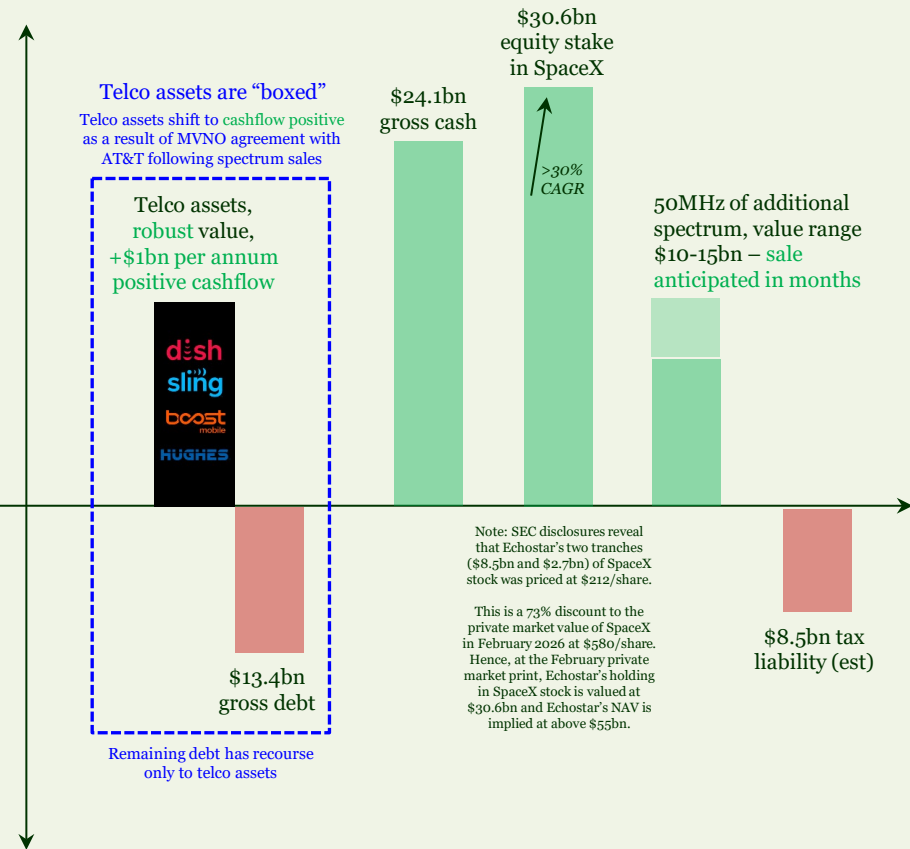 $30.6bn
equity stake
in SpaceX
Telco assets are “boxed”
Telco assets shift to cashflow positive
as a result of MVNO agreement with
AT&T following spectrum sales
$24.1bn
gross cash
>30%
CAGR
Telco assets,
robust value,
+$1bn per annum
positive cashflow
50MHz of additional
spectrum, value range
$10-15bn – sale
anticipated in months
dish
sling
boost
mobile
HUGHES
$13.4bn
gross debt
Remaining debt has recourse
only to telco assets
Note: SEC disclosures reveal
that Echostar’s two tranches
($8.5bn and $2.7bn) of SpaceX
stock was priced at $212/share.
This is a 73% discount to the
private market value of SpaceX
in February 2026 at $580/share.
Hence, at the February private
market print, Echostar’s holding
in SpaceX stock is valued at
$30.6bn and Echostar’s NAV is
implied at above $55bn.
$8.5bn tax
liability (est)